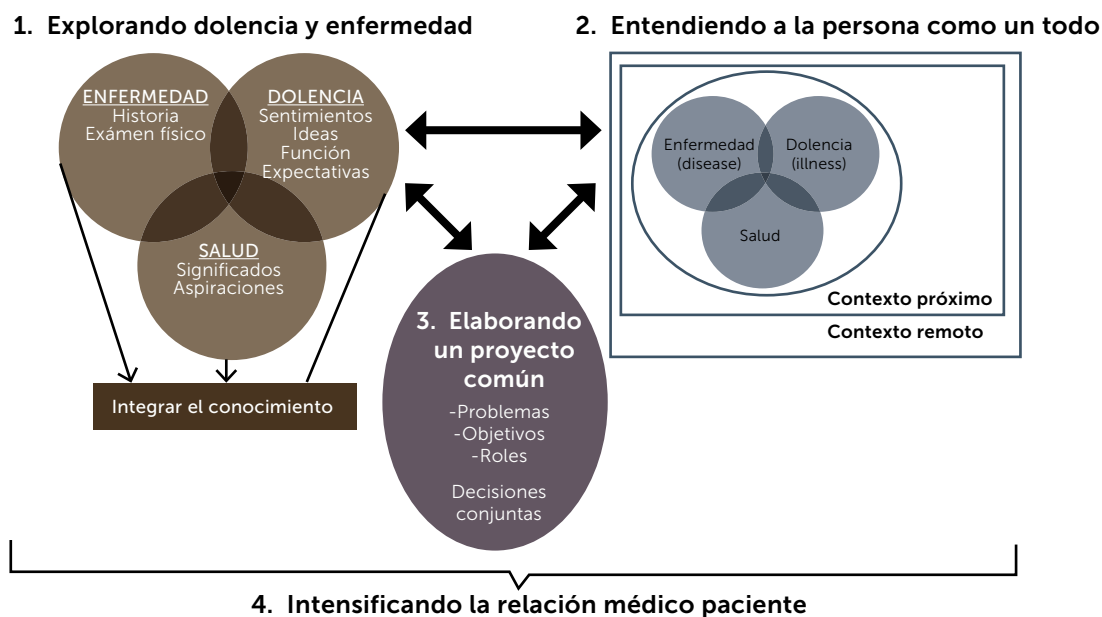 1. Explorando dolencia y enfermedad
ENFERMEDAD
Historia
Exámen físico
DOLENCIA
Sentimientos
Ideas
Función
Expectativas
SALUD
Significados
Aspiraciones
Integrar el conocimiento
2. Entendiendo a la persona como un todo
Enfermedad
(disease)
Dolencia
(illness)
Salud
Contexto próximo
Contexto remoto
3. Elaborando
un proyecto
común
-Problemas
-Objetivos
-Roles
Decisiones
conjuntas
4. Intensificando la relación médico paciente